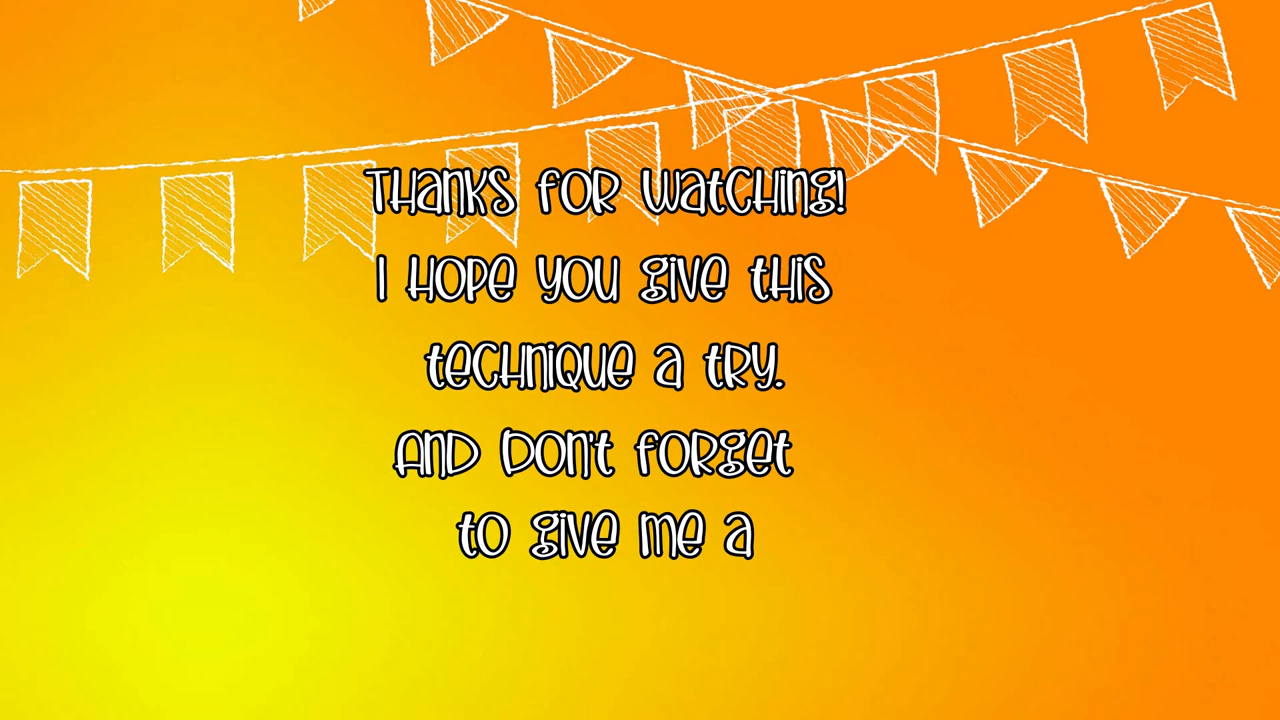 Thanks for watching!
I hope you give this
technique a try.
And don't forget
to give me a